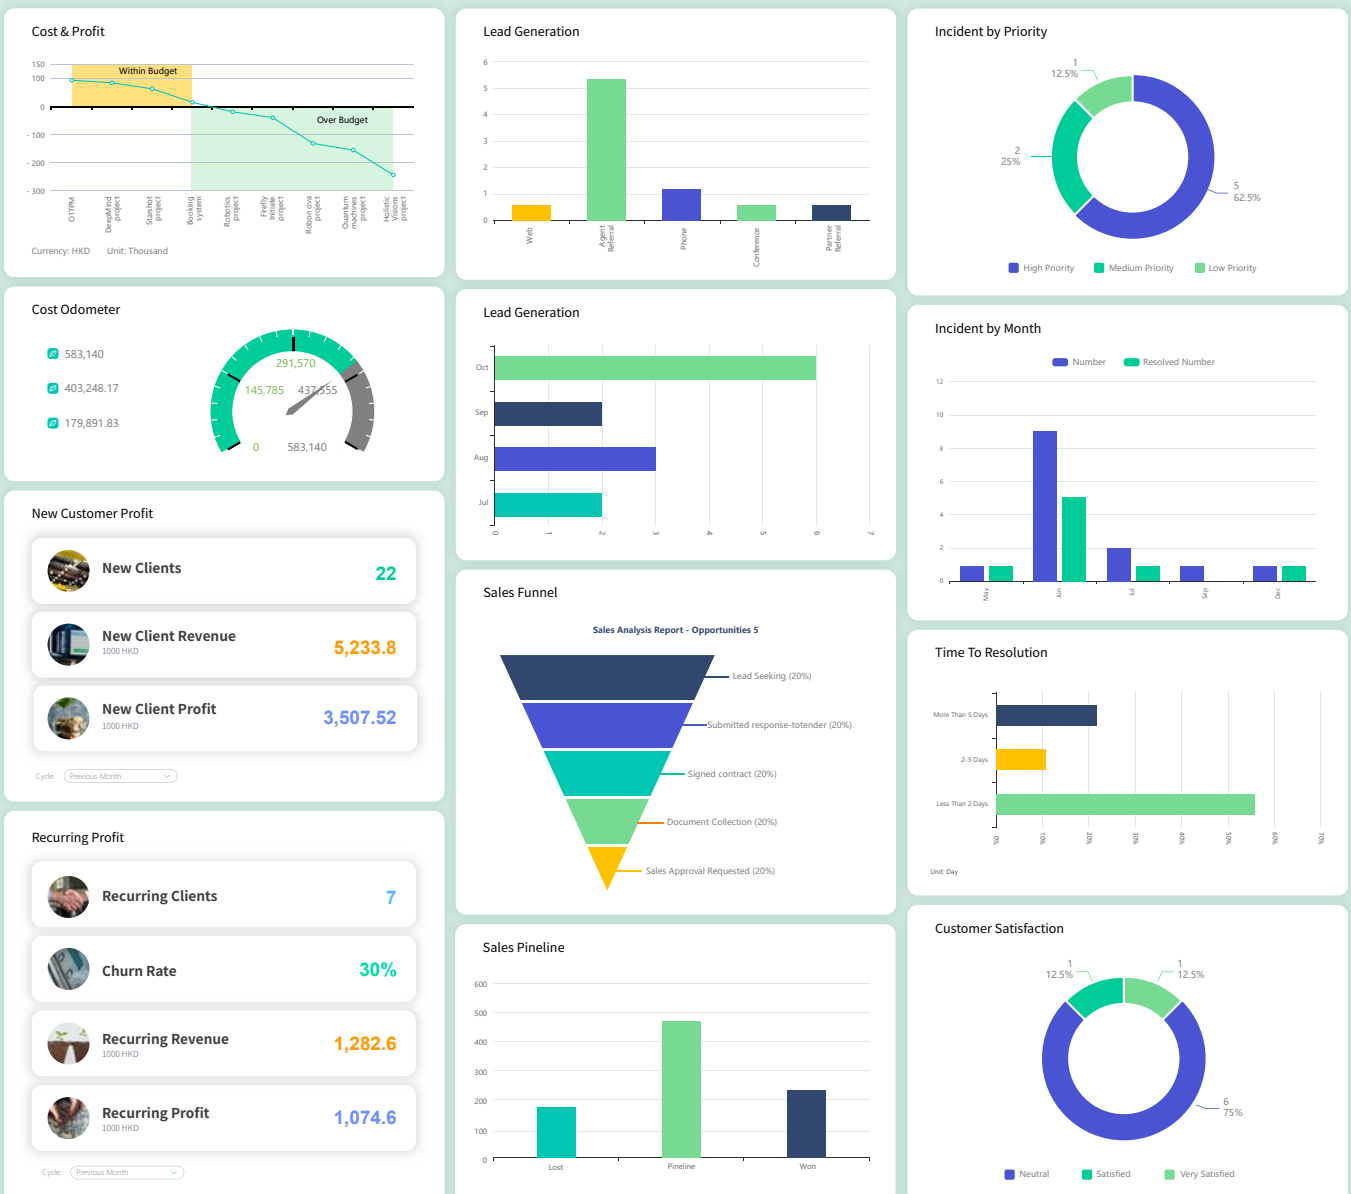 Cost & Profit
150
100
0
- 100
- 200
- 300
Within Budget
Over Budget
O1TPM
DeepMind
project
Starshot
project
Booking
system
Robotics
project
Firefly
Initiate
project
Robonova
project
Quantum
machines
project
Holistic
Visions
project
Currency: HKD Unit: Thousand
Cost Odometer
583,140
403,248.17
179,891.83
291,570
145,785
437,555
0
583,140
New Customer Profit
New Clients
22
New Client Revenue
1000 HKD
5,233.8
New Client Profit
1000 HKD
3,507.52
Cycle: Previous Month
Recurring Profit
Recurring Clients
7
Churn Rate
30%
Recurring Revenue
1000 HKD
1,282.6
Recurring Profit
1000 HKD
1,074.6
Cycle: Previous Month
Lead Generation
6
5
4
3
2
1
0
Web
Agent
Referral
Phone
Conference
Partner
Referral
Lead Generation
Oct
Sep
Aug
Jul
0
1
2
3
4
5
6
7
Sales Funnel
Sales Analysis Report - Opportunities 5
Lead Seeking (20%)
Submitted response-totender (20%)
Signed contract (20%)
Document Collection (20%)
Sales Approval Requested (20%)
Sales Pineline
600
500
400
300
200
100
0
Lost
Pineline
Won
Incident by Priority
1
12.5%
2
25%
5
62.5%
High Priority
Medium Priority
Low Priority
Incident by Month
Number
Resolved Number
12
10
8
6
4
2
0
May
Jun
Jul
Sep
Dec
Time To Resolution
More Than 5 Days
2-5 Days
Less Than 2 Days
0%
10%
20%
30%
40%
50%
60%
70%
Unit: Day
Customer Satisfaction
1
12.5%
1
12.5%
6
75%
Neutral
Satisfied
Very Satisfied